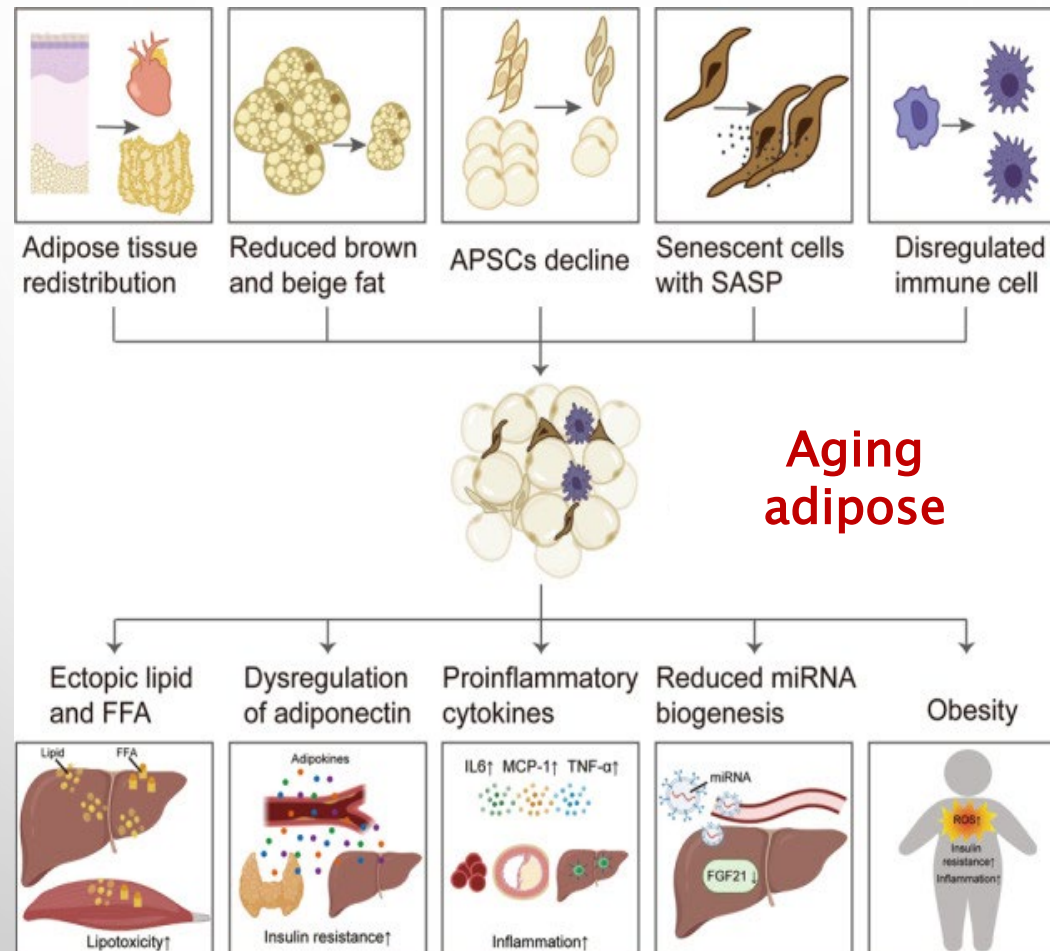 Adipose tissue
redistribution
Reduced brown
and beige fat
APSCs decline
Senescent cells
with SASP
Disregulated
immune cell
Aging
adipose
Ectopic lipid
and FFA
Dysregulation
of adiponectin
Proinflammatory
cytokines
Reduced miRNA
biogenesis
Obesity
Lipid
FFA
Lipotoxicity↑
Adipokines
Insulin resistance↑
IL6↑ MCP-1↑ TNF-α↑
Inflammation↑
miRNA
FGF21↓
ROS↑
Insulin
resistance↑
Inflammation↑